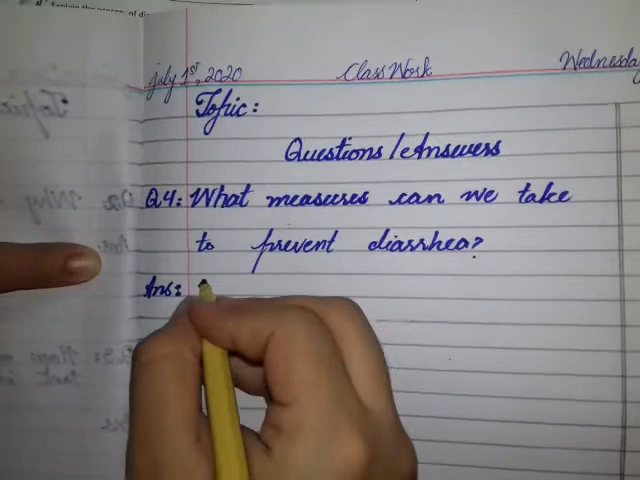 July 1st, 2020 Class Work Wednesday
Topic:
Questions/Answers
Q4: What measures can we take
to prevent diarrhea?
Ans: